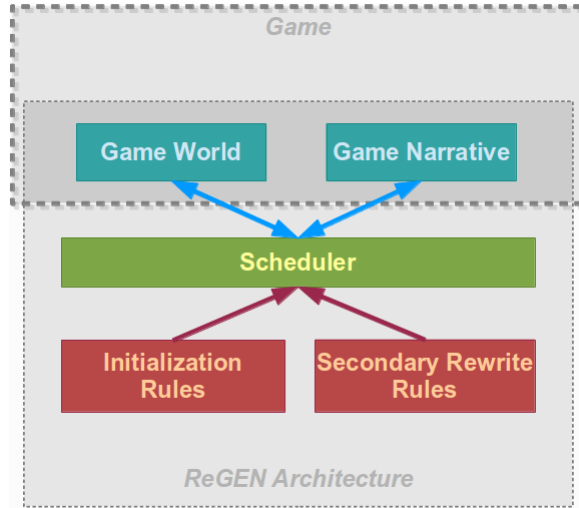 Game
Game World
Game Narrative
Scheduler
Initialization
Rules
Secondary Rewrite
Rules
ReGEN Architecture